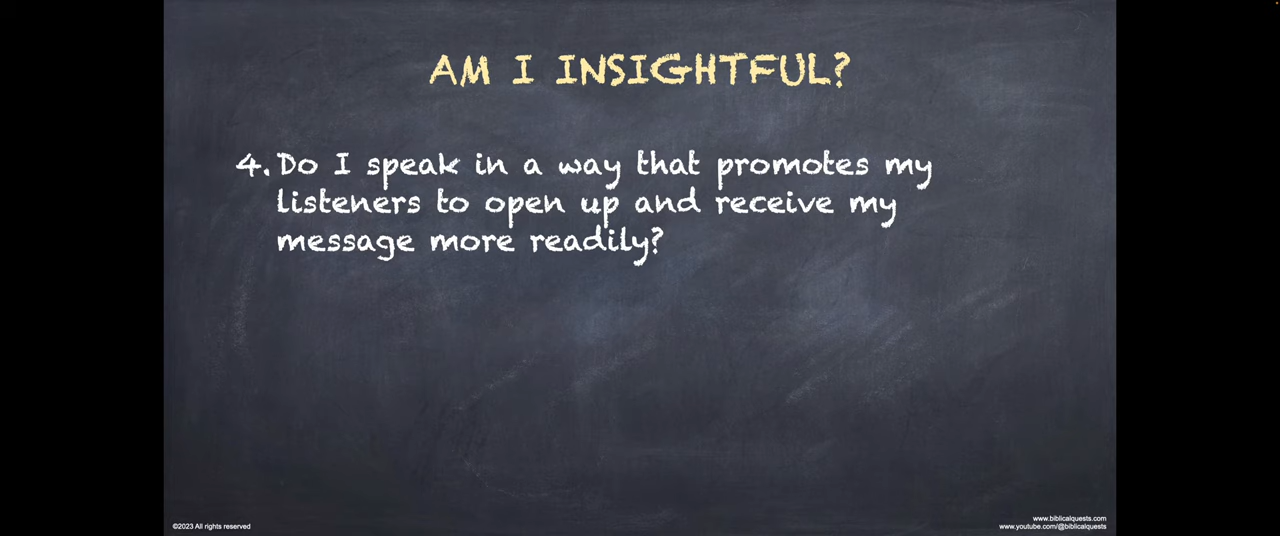 AM I INSIGHTFUL?
4. Do I speak in a way that promotes my
listeners to open up and receive my
message more readily?
©2023 All rights reserved
www.biblicalquests.com
www.youtube.com/@biblicalquests